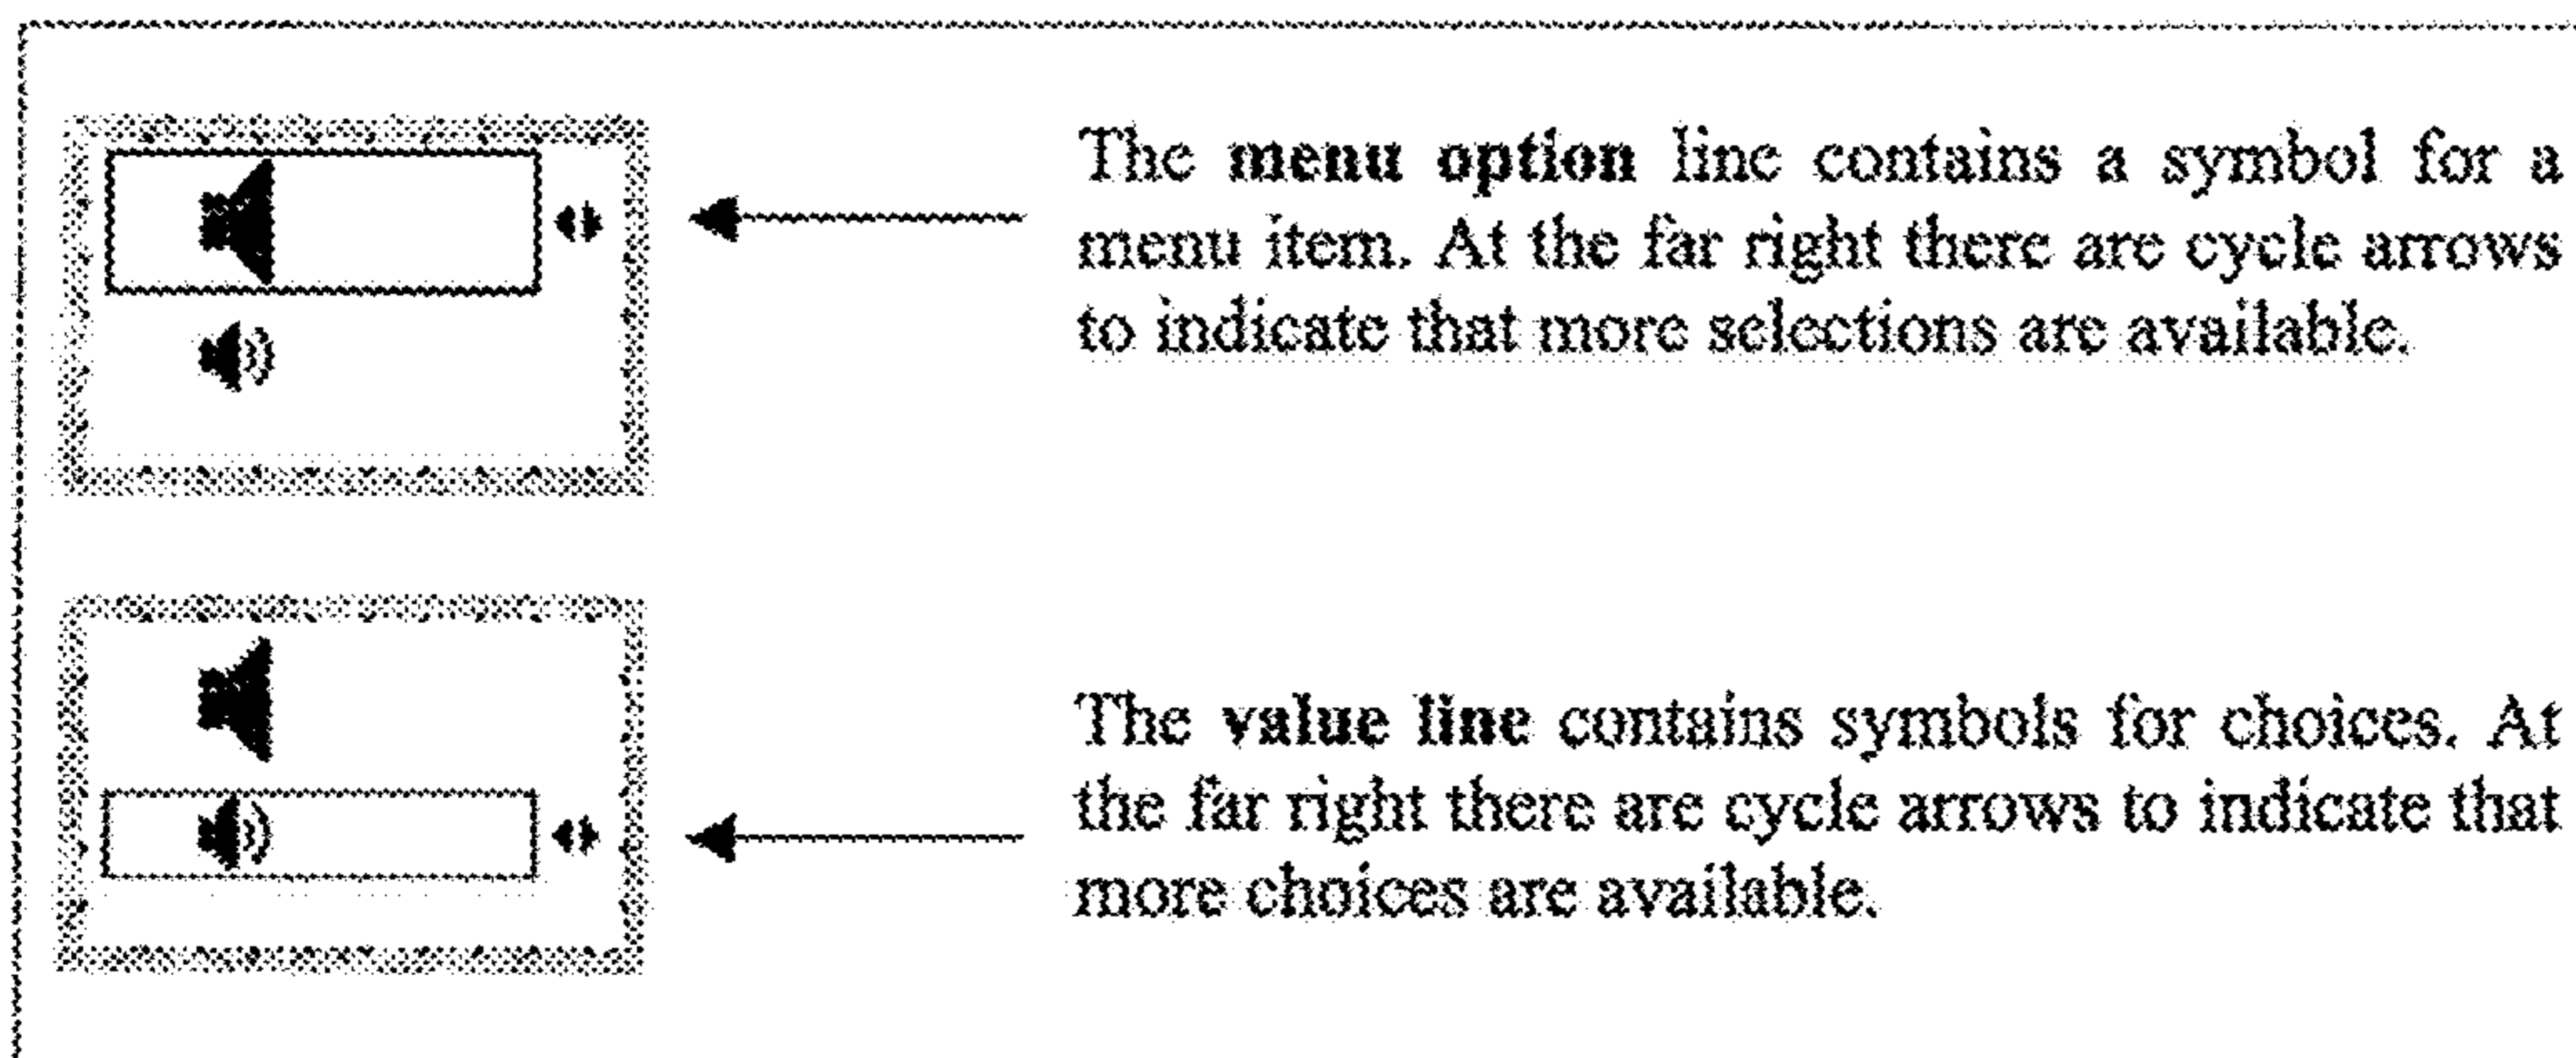 The menu option line contains a symbol for a
menu item. At the far right there are cycle arrows
to indicate that more selections are available.
The value line contains symbols for choices. At
the far right there are cycle arrows to indicate that
more choices are available.